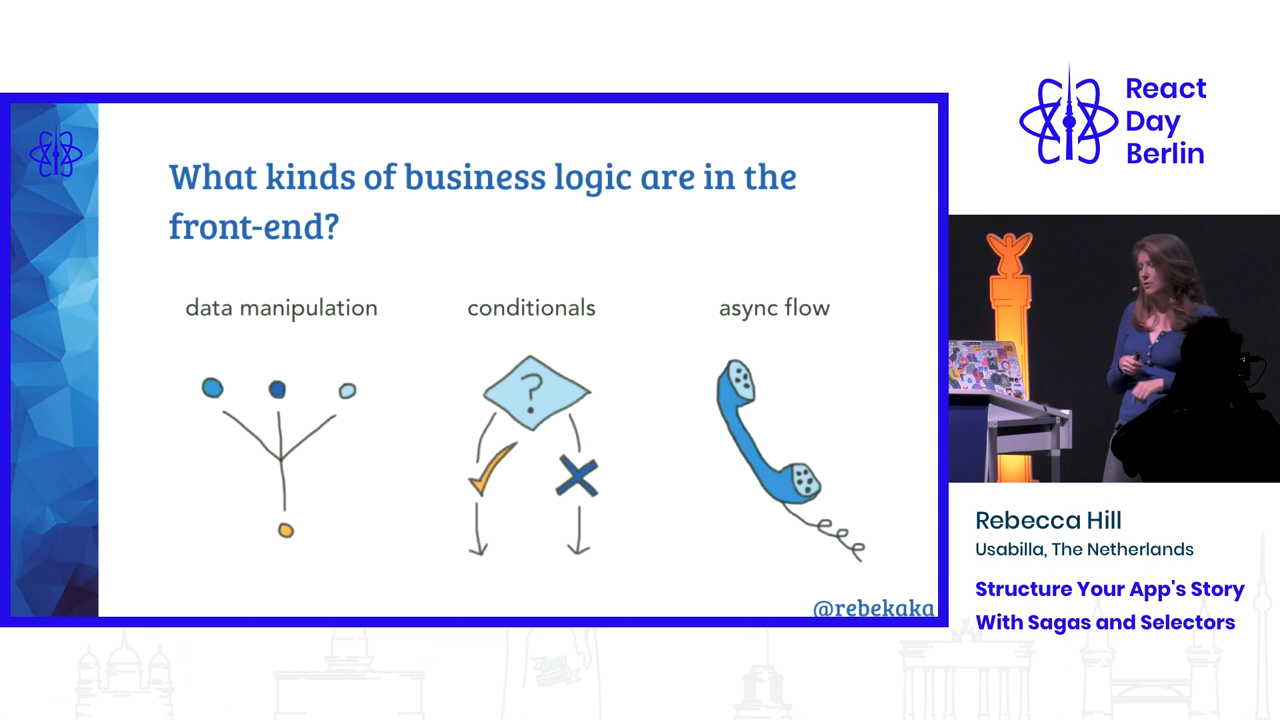 What kinds of business logic are in the
front-end?
data manipulation
conditionals
async flow
?
@rebekaka
React
Day
Berlin
Rebecca Hill
Usabilla, The Netherlands
Structure Your App's Story
With Sagas and Selectors